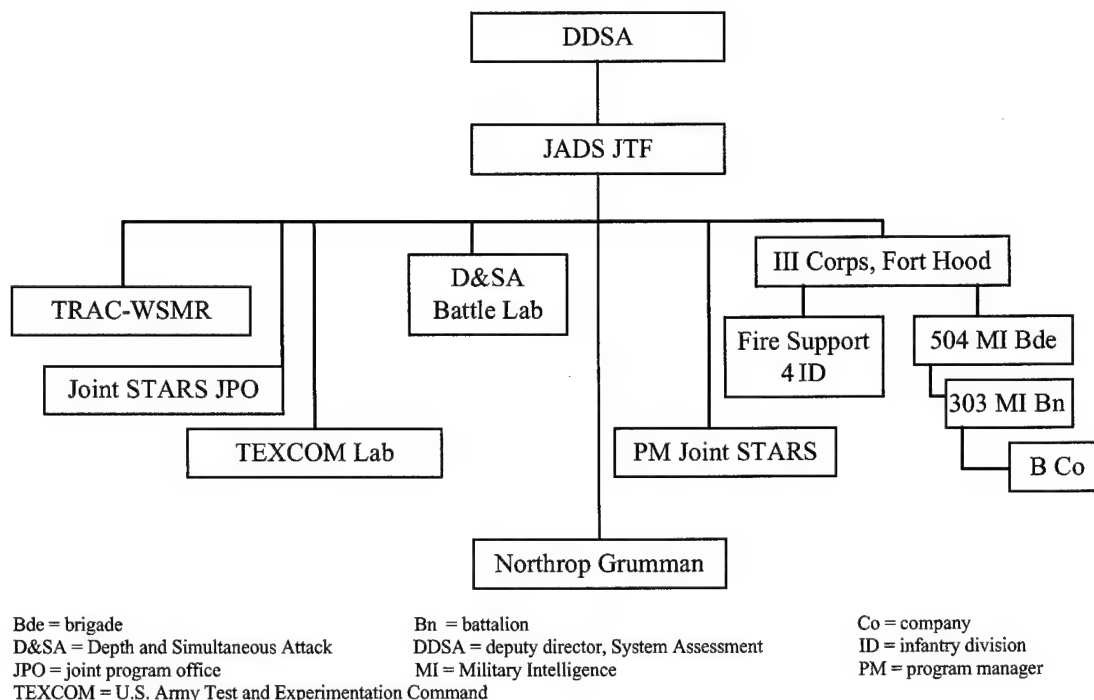 DDSA
JADS JTF
III Corps, Fort Hood
D&SA
Battle Lab
TRAC-WSMR
Fire Support
4 ID
504 MI Bde
Joint STARS JPO
303 MI Bn
TEXCOM Lab
PM Joint STARS
B Co
Northrop Grumman
Bde = brigade
Bn = battalion
Co = company
D&SA = Depth and Simultaneous Attack
DDSA = deputy director, System Assessment
ID = infantry division
JPO = joint program office
MI = Military Intelligence
PM = program manager
TEXCOM = U.S. Army Test and Experimentation Command